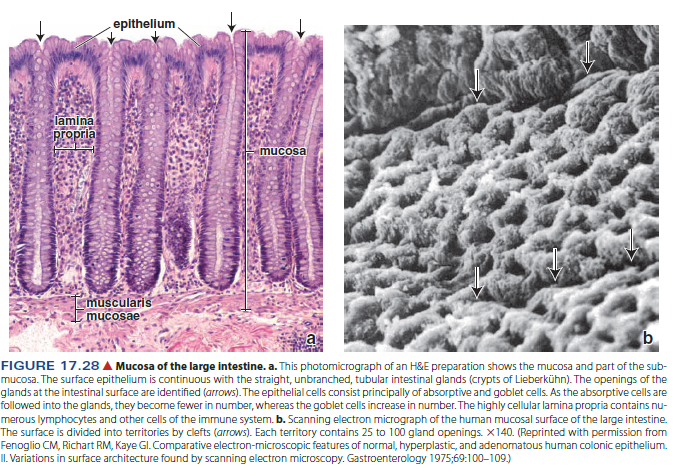 epithelium
lamina
propria
mucosa
muscularis
mucosae
a
b
FIGURE 17.28 ▲ Mucosa of the large intestine. a. This photomicrograph of an H&E preparation shows the mucosa and part of the sub-
mucosa. The surface epithelium is continuous with the straight, unbranched, tubular intestinal glands (crypts of Lieberkühn). The openings of the
glands at the intestinal surface are identified (arrows). The epithelial cells consist principally of absorptive and goblet cells. As the absorptive cells are
followed into the glands, they become fewer in number, whereas the goblet cells increase in number. The highly cellular lamina propria contains nu-
merous lymphocytes and other cells of the immune system. b. Scanning electron micrograph of the human mucosal surface of the large intestine.
The surface is divided into territories by clefts (arrows). Each territory contains 25 to 100 gland openings. ×140. (Reprinted with permission from
Fenoglio CM, Richart RM, Kaye GI. Comparative electron-microscopic features of normal, hyperplastic, and adenomatous human colonic epithelium.
II. Variations in surface architecture found by scanning electron microscopy. Gastroenterology 1975;69:100–109.)